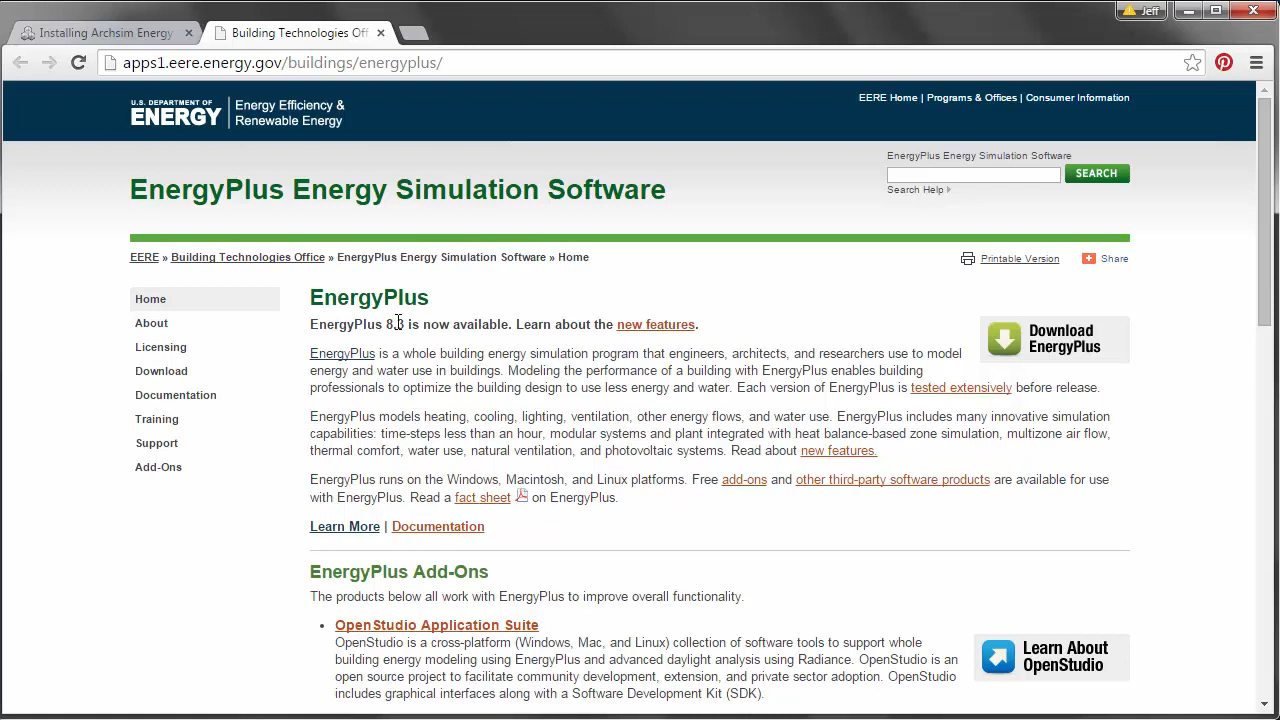 Jeff
Installing Archsim Energy
Building Technologies Off
apps1.eere.energy.gov/buildings/energyplus/
EERE Home | Programs & Offices | Consumer Information
U.S. DEPARTMENT OF
ENERGY
Energy Efficiency &
Renewable Energy
EnergyPlus Energy Simulation Software
SEARCH
Search Help
EnergyPlus Energy Simulation Software
EERE » Building Technologies Office » EnergyPlus Energy Simulation Software » Home
Printable Version
Share
Home
About
Licensing
Download
Documentation
Training
Support
Add-Ons
EnergyPlus
EnergyPlus 8.3 is now available. Learn about the new features.
Download
EnergyPlus
EnergyPlus is a whole building energy simulation program that engineers, architects, and researchers use to model
energy and water use in buildings. Modeling the performance of a building with EnergyPlus enables building
professionals to optimize the building design to use less energy and water. Each version of EnergyPlus is tested extensively before release.
EnergyPlus models heating, cooling, lighting, ventilation, other energy flows, and water use. EnergyPlus includes many innovative simulation
capabilities: time-steps less than an hour, modular systems and plant integrated with heat balance-based zone simulation, multizone air flow,
thermal comfort, water use, natural ventilation, and photovoltaic systems. Read about new features.
EnergyPlus runs on the Windows, Macintosh, and Linux platforms. Free add-ons and other third-party software products are available for use
with EnergyPlus. Read a fact sheet on EnergyPlus.
Learn More | Documentation
EnergyPlus Add-Ons
The products below all work with EnergyPlus to improve overall functionality.
• OpenStudio Application Suite
OpenStudio is a cross-platform (Windows, Mac, and Linux) collection of software tools to support whole
building energy modeling using EnergyPlus and advanced daylight analysis using Radiance. OpenStudio is an
open source project to facilitate community development, extension, and private sector adoption. OpenStudio
includes graphical interfaces along with a Software Development Kit (SDK).
Learn About
OpenStudio